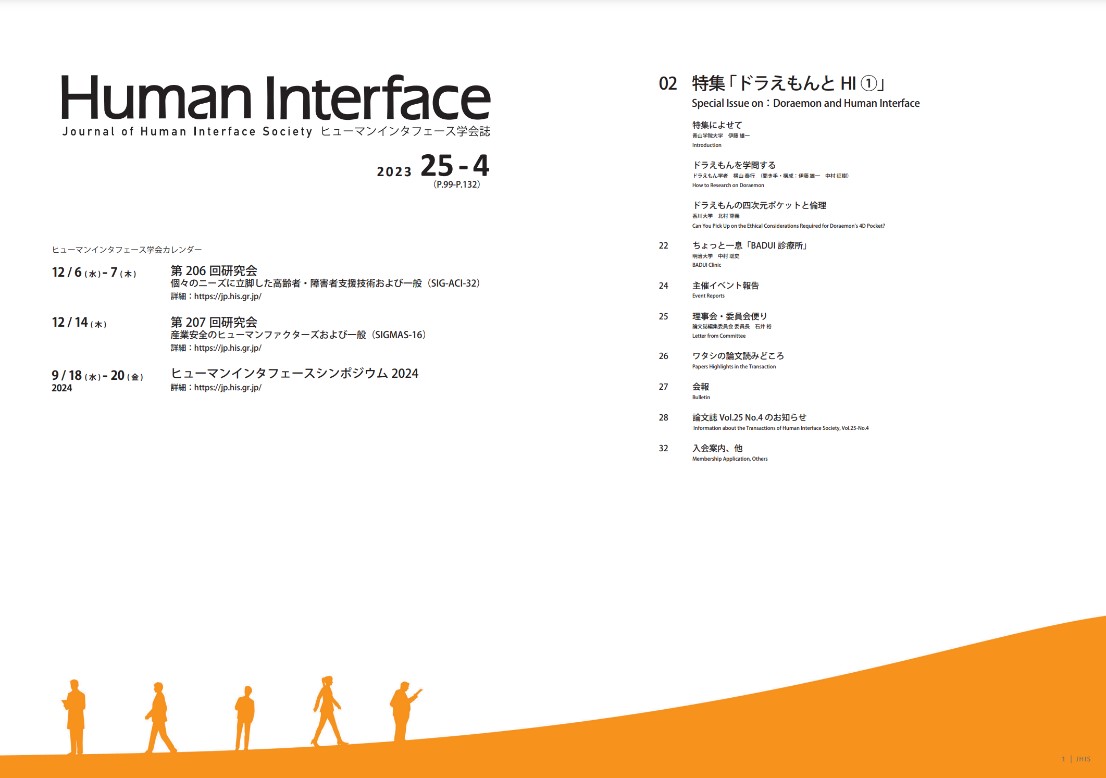 Human Interface
Journal of Human Interface Society ヒューマンインタフェース学会誌
2023 25-4
(P.99-P.132)
ヒューマンインタフェース学会カレンダー
12 / 6 (水) - 7 (木)
第 206 回研究会
個々のニーズに立脚した高齢者・障害者支援技術および一般（SIG-ACI-32）
詳細：https://jp.his.gr.jp/
12 / 14 (木)
第 207 回研究会
産業安全のヒューマンファクターズおよび一般（SIGMAS-16）
詳細：https://jp.his.gr.jp/
9 / 18 (水) - 20 (金)
2024
ヒューマンインタフェースシンポジウム 2024
詳細：https://jp.his.gr.jp/
02 特集「ドラえもんと HI ①」
Special Issue on：Doraemon and Human Interface
特集によせて
青山学院大学 伊藤 雄一
Introduction
ドラえもんを学問する
ドラえもん学者 横山 泰行 （聞き手・構成：伊藤 雄一 中村）
How to Research on Doraemon
ドラえもんの四次元ポケットと倫理
香川大学 北村
Can You Pick Up on the Ethical Considerations Required for Doraemon's 4D Pocket?
22 ちょっと一息「BADUI 診療所」
明治大学 中村 聡史
BADUI Clinic
24 主催イベント報告
Event Reports
25 理事会・委員会便り
論文誌編集委員会 委員長 石井 裕
Letter from Committee
26 ワタシの論文読みどころ
Papers Highlights in the Transaction
27 会報
Bulletin
28 論文誌 Vol.25 No.4 のお知らせ
Information about the Transactions of Human Interface Society, Vol.25-No.4
32 入会案内、他
Membership Application, Others
1 |